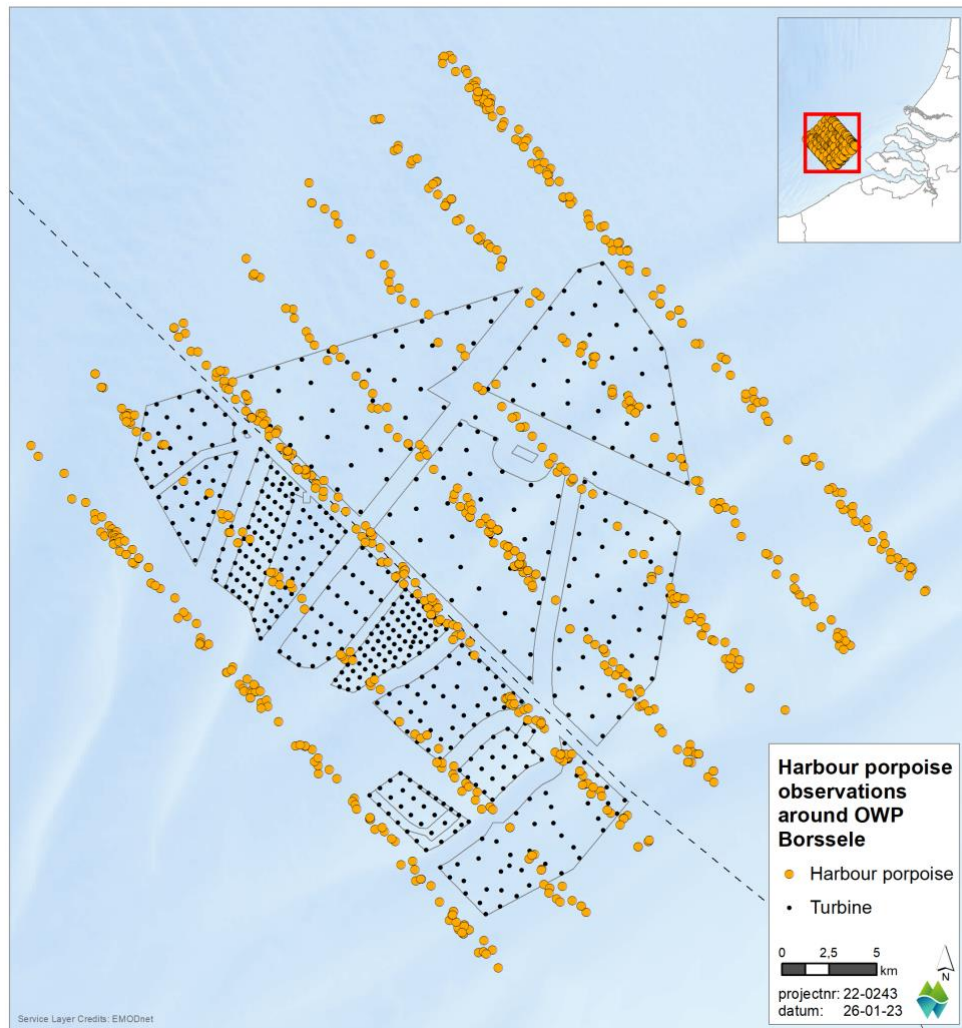 Harbour porpoise
observations
around OWP
Borssele
Harbour porpoise
Turbine
0 2,5 5
km
N
projectnr: 22-0243
datum: 26-01-23
Service Layer Credits: EMODnet